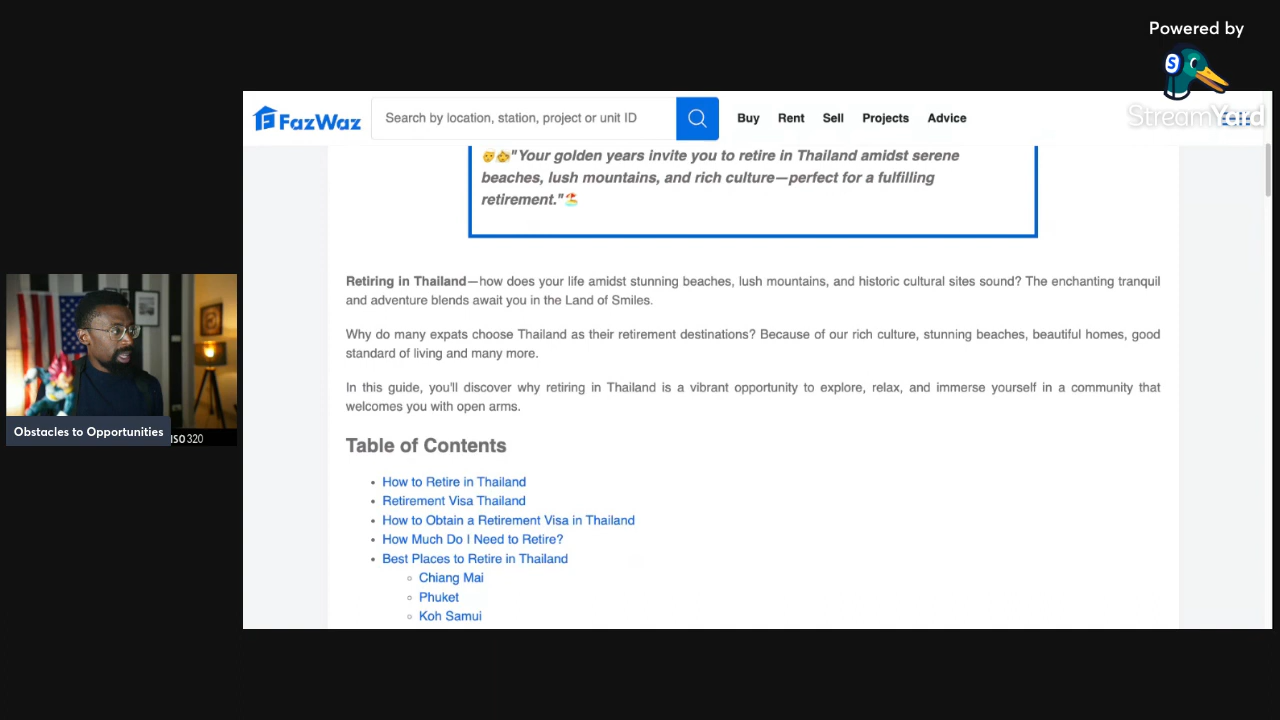 Powered by
S
StreamYard
FazWaz
Search by location, station, project or unit ID
Buy Rent Sell Projects Advice
"Your golden years invite you to retire in Thailand amidst serene
beaches, lush mountains, and rich culture—perfect for a fulfilling
retirement."
Retiring in Thailand—how does your life amidst stunning beaches, lush mountains, and historic cultural sites sound? The enchanting tranquil
and adventure blends await you in the Land of Smiles.
Why do many expats choose Thailand as their retirement destinations? Because of our rich culture, stunning beaches, beautiful homes, good
standard of living and many more.
In this guide, you'll discover why retiring in Thailand is a vibrant opportunity to explore, relax, and immerse yourself in a community that
welcomes you with open arms.
Table of Contents
How to Retire in Thailand
Retirement Visa Thailand
How to Obtain a Retirement Visa in Thailand
How Much Do I Need to Retire?
Best Places to Retire in Thailand
Chiang Mai
Phuket
Koh Samui
Obstacles to Opportunities
ISO 320